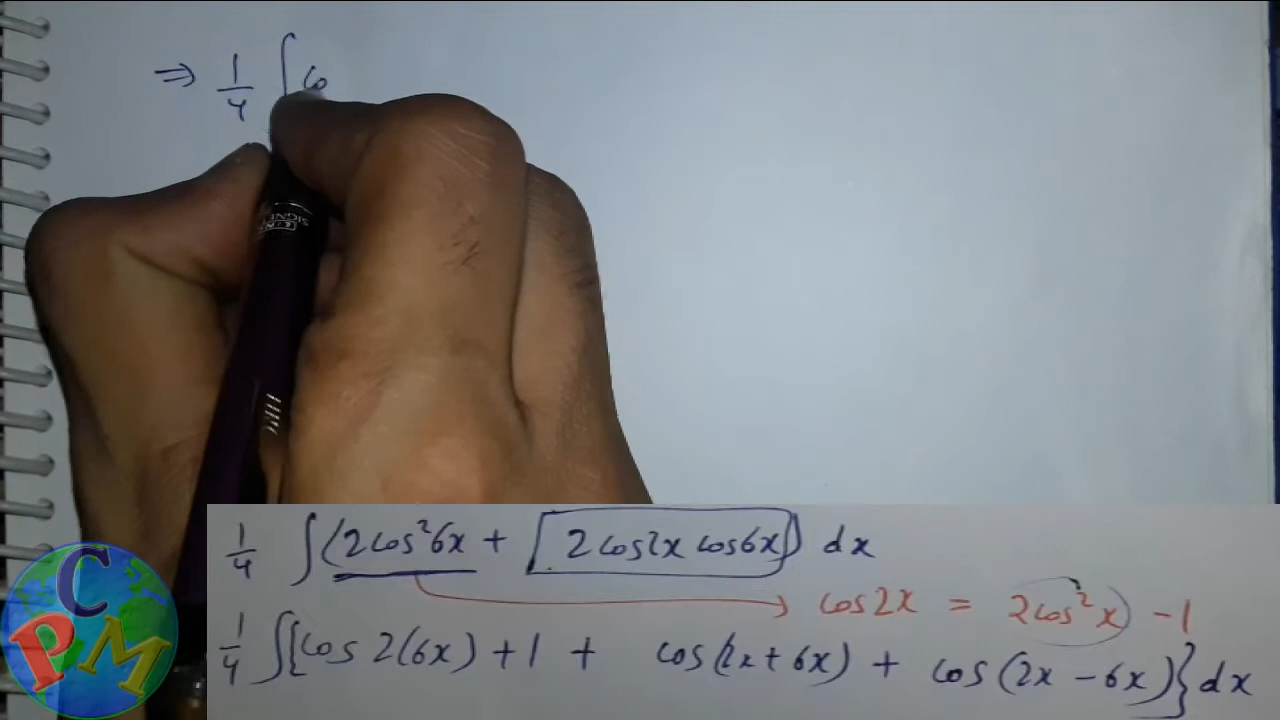 ⇒ 1/4 ∫ co
1/4 ∫(2cos²6x + [2cos2x cos6x]) dx
cos2x = 2cos²x) - 1
1/4 ∫{cos 2(6x) + 1 + cos(2x + 6x) + cos(2x - 6x)}dx
C
P M